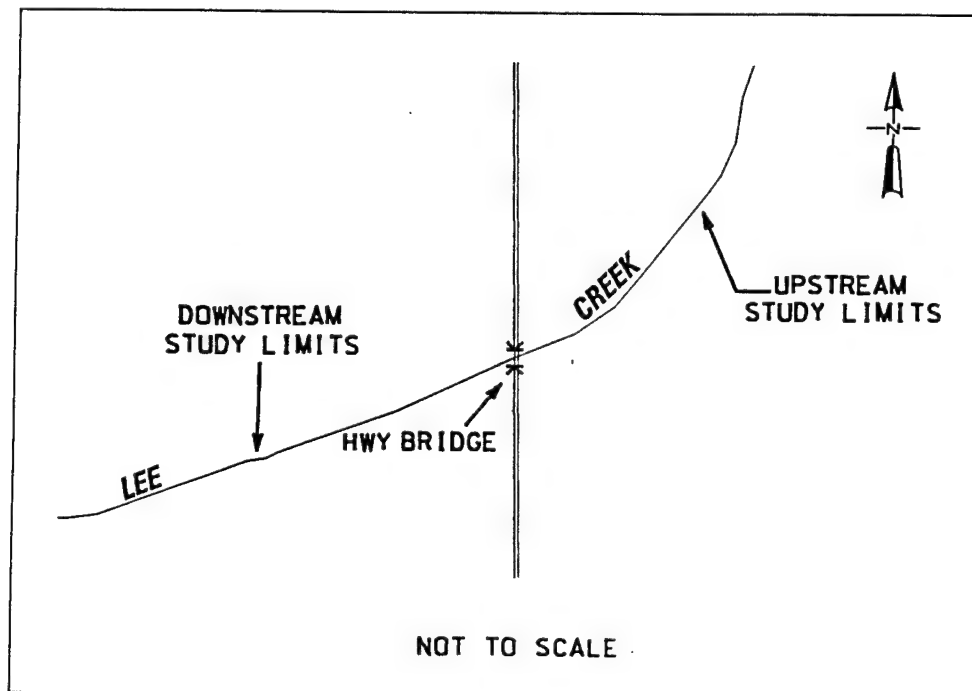 N
CREEK
UPSTREAM
STUDY LIMITS
DOWNSTREAM
STUDY LIMITS
HWY BRIDGE
LEE
NOT TO SCALE